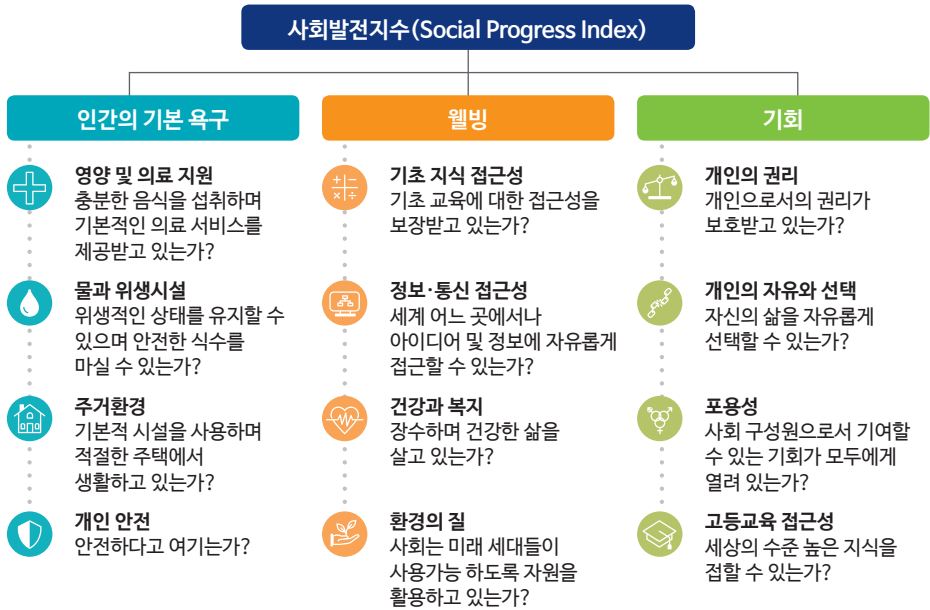 사회발전지수(Social Progress Index)
인간의 기본 욕구
영양 및 의료 지원
충분한 음식을 섭취하며
기본적인 의료 서비스를
제공받고 있는가?
물과 위생시설
위생적인 상태를 유지할 수
있으며 안전한 식수를
마실 수 있는가?
주거환경
기본적 시설을 사용하며
적절한 주택에서
생활하고 있는가?
개인 안전
안전하다고 여기는가?
웰빙
기초 지식 접근성
기초 교육에 대한 접근성을
보장받고 있는가?
정보·통신 접근성
세계 어느 곳에서나
아이디어 및 정보에 자유롭게
접근할 수 있는가?
건강과 복지
장수하며 건강한 삶을
살고 있는가?
환경의 질
사회는 미래 세대들이
사용가능 하도록 자원을
활용하고 있는가?
기회
개인의 권리
개인으로서의 권리가
보호받고 있는가?
개인의 자유와 선택
자신의 삶을 자유롭게
선택할 수 있는가?
포용성
사회 구성원으로서 기여할
수 있는 기회가 모두에게
열려 있는가?
고등교육 접근성
세상의 수준 높은 지식을
접할 수 있는가?